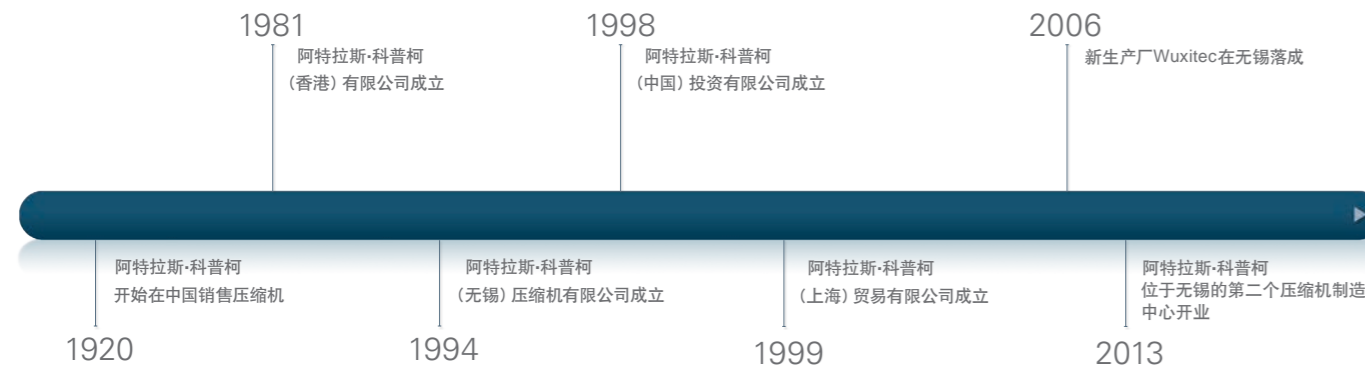 1981
阿特拉斯·科普柯
(香港) 有限公司成立
1998
阿特拉斯·科普柯
(中国) 投资有限公司成立
2006
新生产厂Wuxitec在无锡落成
阿特拉斯·科普柯
开始在中国销售压缩机
1920
阿特拉斯·科普柯
(无锡) 压缩机有限公司成立
1994
阿特拉斯·科普柯
(上海) 贸易有限公司成立
1999
阿特拉斯·科普柯
位于无锡的第二个压缩机制造
中心开业
2013